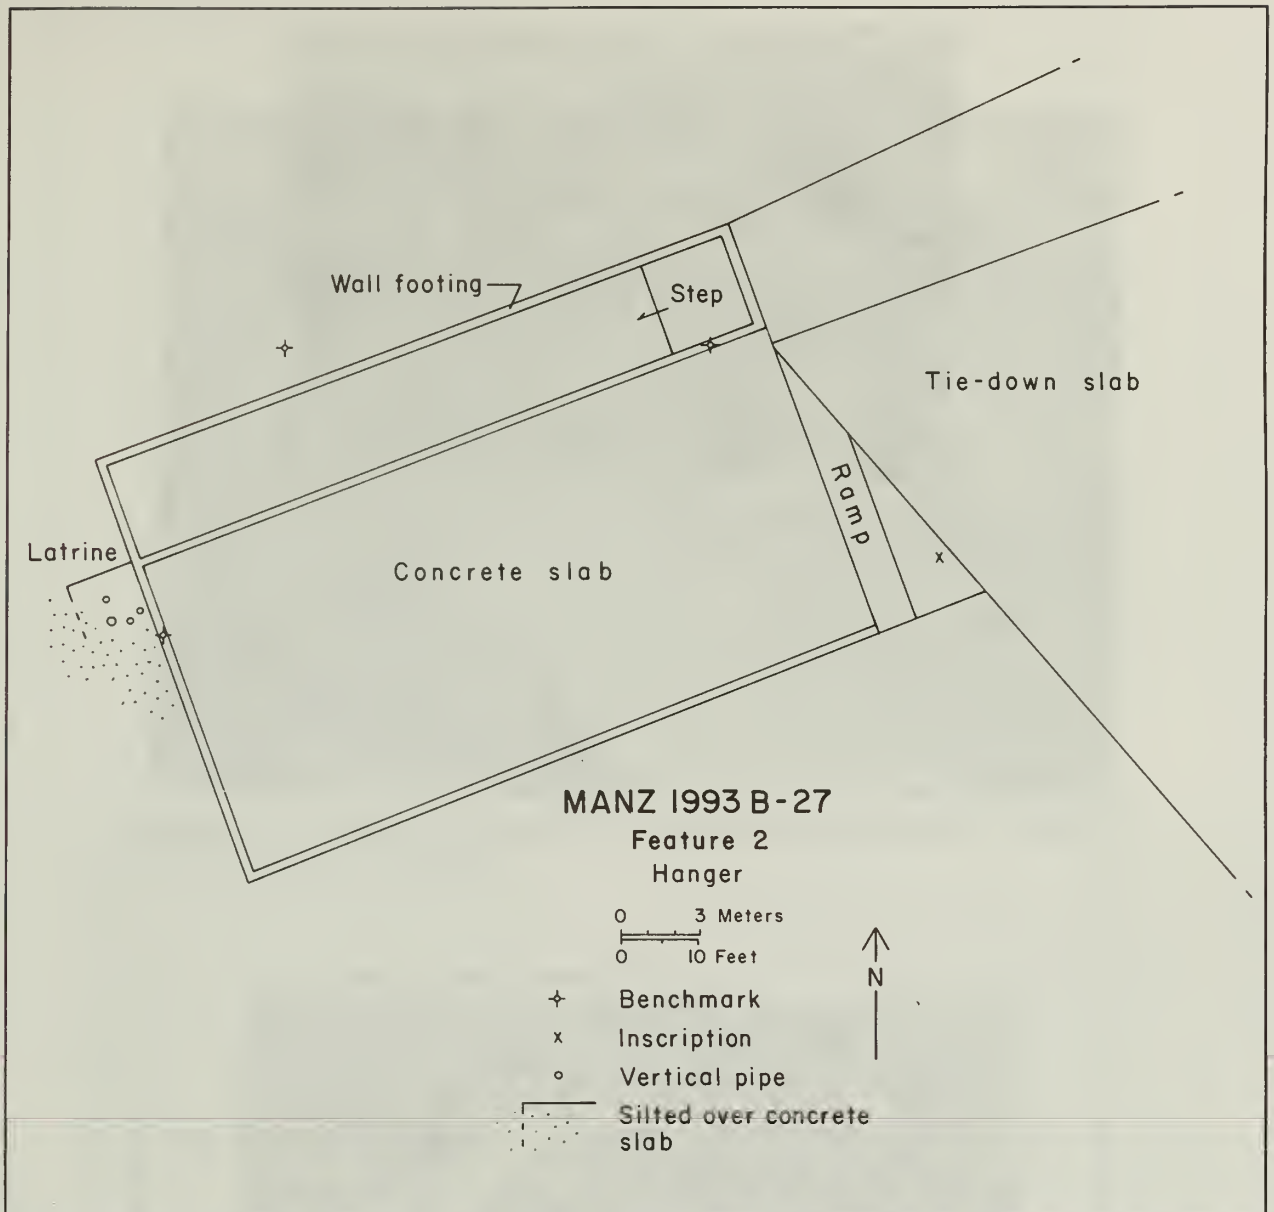 Wall footing
Step
Tie-down slab
Ramp
Latrine
Concrete slab
MANZ 1993 B-27
Feature 2
Hanger
0 3 Meters
0 10 Feet
N
Benchmark
x Inscription
Vertical pipe
Silted over concrete
slab
x